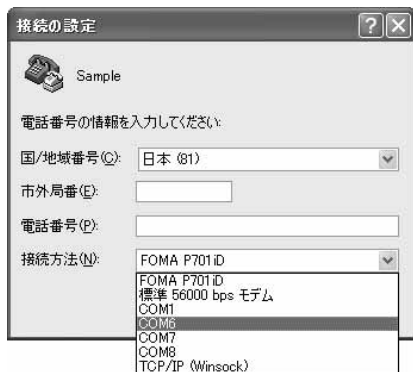 接続の設定
Sample
電話番号の情報を入力してください:
国/地域番号(C): 日本 (81)
市外局番(E):
電話番号(P):
接続方法(N): FOMA P701iD
FOMA P701iD
標準 56000 bps モデム
COM1
COM6
COM7
COM8
TCP/IP (Winsock)